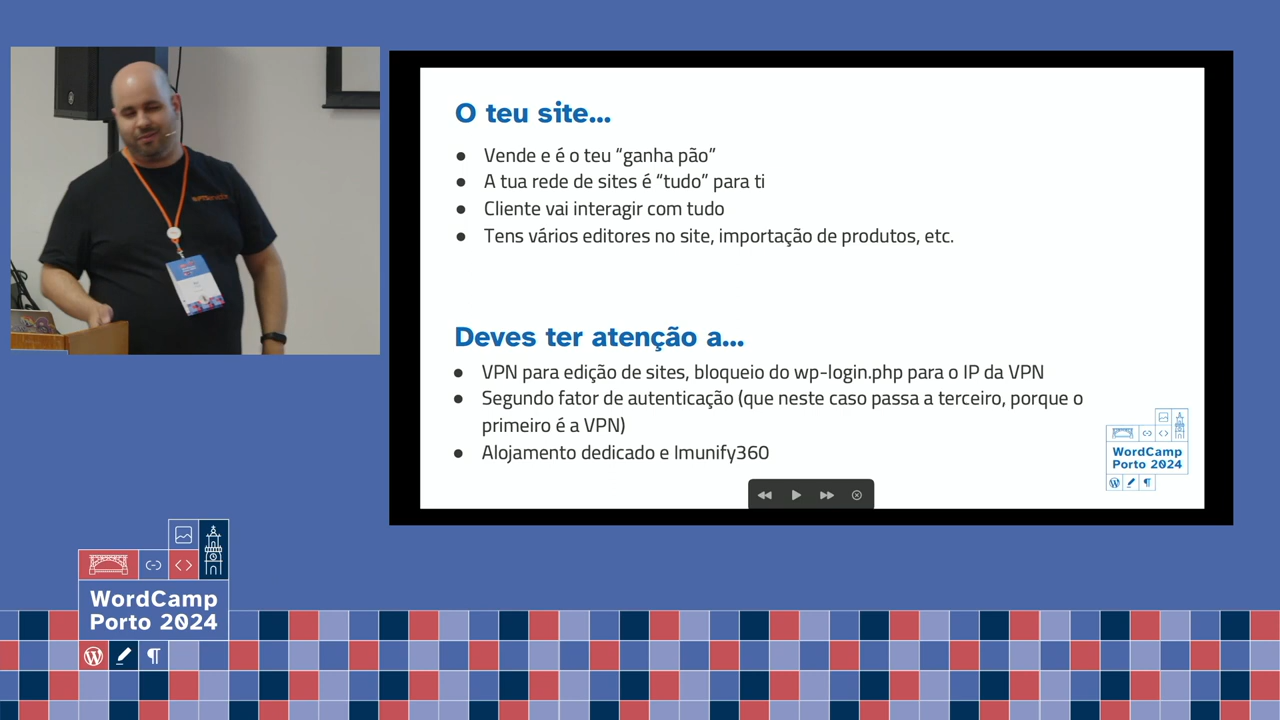 O teu site...
● Vende e é o teu “ganha pão”
● A tua rede de sites é “tudo” para ti
● Cliente vai interagir com tudo
● Tens vários editores no site, importação de produtos, etc.
Deves ter atenção a...
● VPN para edição de sites, bloqueio do wp-login.php para o IP da VPN
● Segundo fator de autenticação (que neste caso passa a terceiro, porque o
primeiro é a VPN)
● Alojamento dedicado e Imunify360
WordCamp
Porto 2024
WordCamp
Porto 2024